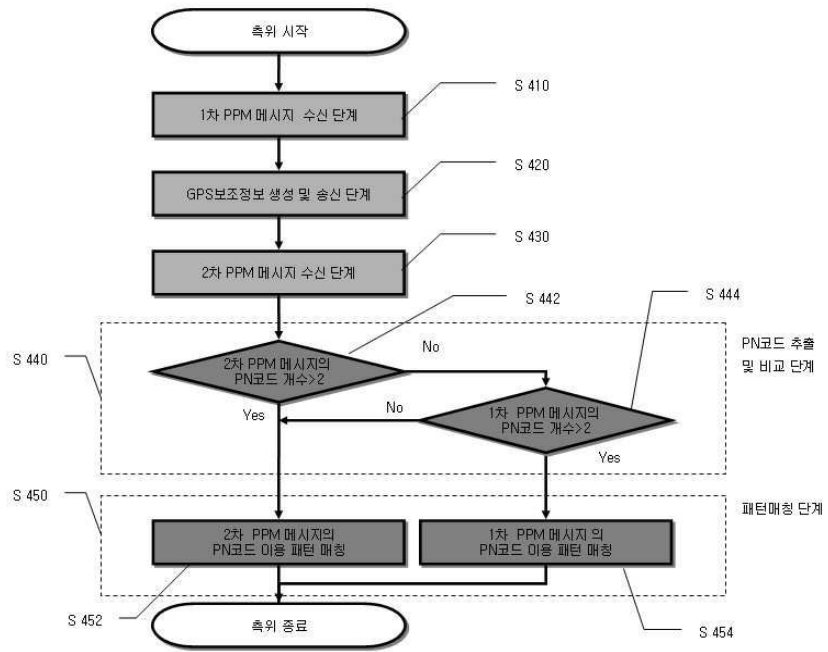 측위 시작
S 410
1차 PPM 메시지 수신 단계
S 420
GPS보조정보 생성 및 송신 단계
S 430
2차 PPM 메시지 수신 단계
S 442
S 444
S 440
No
PN코드 추출
및 비교 단계
2차 PPM 메시지의
PN코드 개수>2
Yes
No
1차 PPM 메시지의
PN코드 개수>2
Yes
S 450
패턴매칭 단계
2차 PPM 메시지의
PN코드 이용 패턴 매칭
1차 PPM 메시지 의
PN코드 이용 패턴 매칭
S 452
측위 종료
S 454